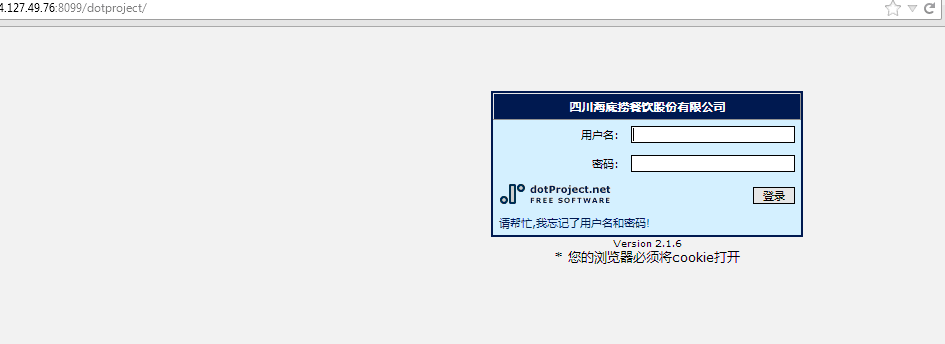 4.127.49.76:8099/dotproject/
四川海底捞餐饮股份有限公司
用户名:
密码:
dotProject.net
FREE SOFTWARE
登录
请帮忙,我忘记了用户名和密码!
Version 2.1.6
* 您的浏览器必须将cookie打开